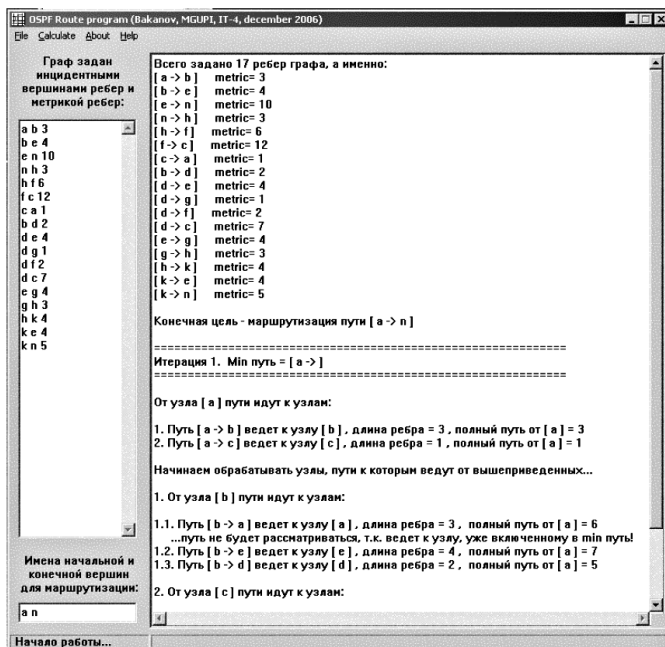 OSPF Route program (Bakanov, MGUPI, IT-4, december 2006)
File Calculate About Help
Граф задан
инцидентными
вершинами ребер и
метрикой ребер:
a b 3
b e 4
e n 10
n h 3
h f 6
f c 12
c a 1
b d 2
d e 4
d g 1
d f 2
d c 7
e g 4
g h 3
h k 4
k e 4
k n 5
Имена начальной и
конечной вершин
для маршрутизации:
a n
Всего задано 17 ребер графа, а именно:
[ a -> b ] metric= 3
[ b -> e ] metric= 4
[ e -> n ] metric= 10
[ n -> h ] metric= 3
[ h -> f ] metric= 6
[ f -> c ] metric= 12
[ c -> a ] metric= 1
[ b -> d ] metric= 2
[ d -> e ] metric= 4
[ d -> g ] metric= 1
[ d -> f ] metric= 2
[ d -> c ] metric= 7
[ e -> g ] metric= 4
[ g -> h ] metric= 3
[ h -> k ] metric= 4
[ k -> e ] metric= 4
[ k -> n ] metric= 5
Конечная цель - маршрутизация пути [ a -> n ]
==============================================================
Итерация 1. Min путь = [ a -> ]
==============================================================
От узла [ a ] пути идут к узлам:
1. Путь [ a -> b ] ведет к узлу [ b ] , длина ребра = 3 , полный путь от [ a ] = 3
2. Путь [ a -> c ] ведет к узлу [ c ] , длина ребра = 1 , полный путь от [ a ] = 1
Начинаем обрабатывать узлы, пути к которым ведут от вышеприведенных...
1. От узла [ b ] пути идут к узлам:
1.1. Путь [ b -> a ] ведет к узлу [ a ] , длина ребра = 3 , полный путь от [ a ] = 6
...путь не будет рассматриваться, т.к. ведет к узлу, уже включенному в min путь!
1.2. Путь [ b -> e ] ведет к узлу [ e ] , длина ребра = 4 , полный путь от [ a ] = 7
1.3. Путь [ b -> d ] ведет к узлу [ d ] , длина ребра = 2 , полный путь от [ a ] = 5
2. От узла [ c ] пути идут к узлам:
Начало работы...